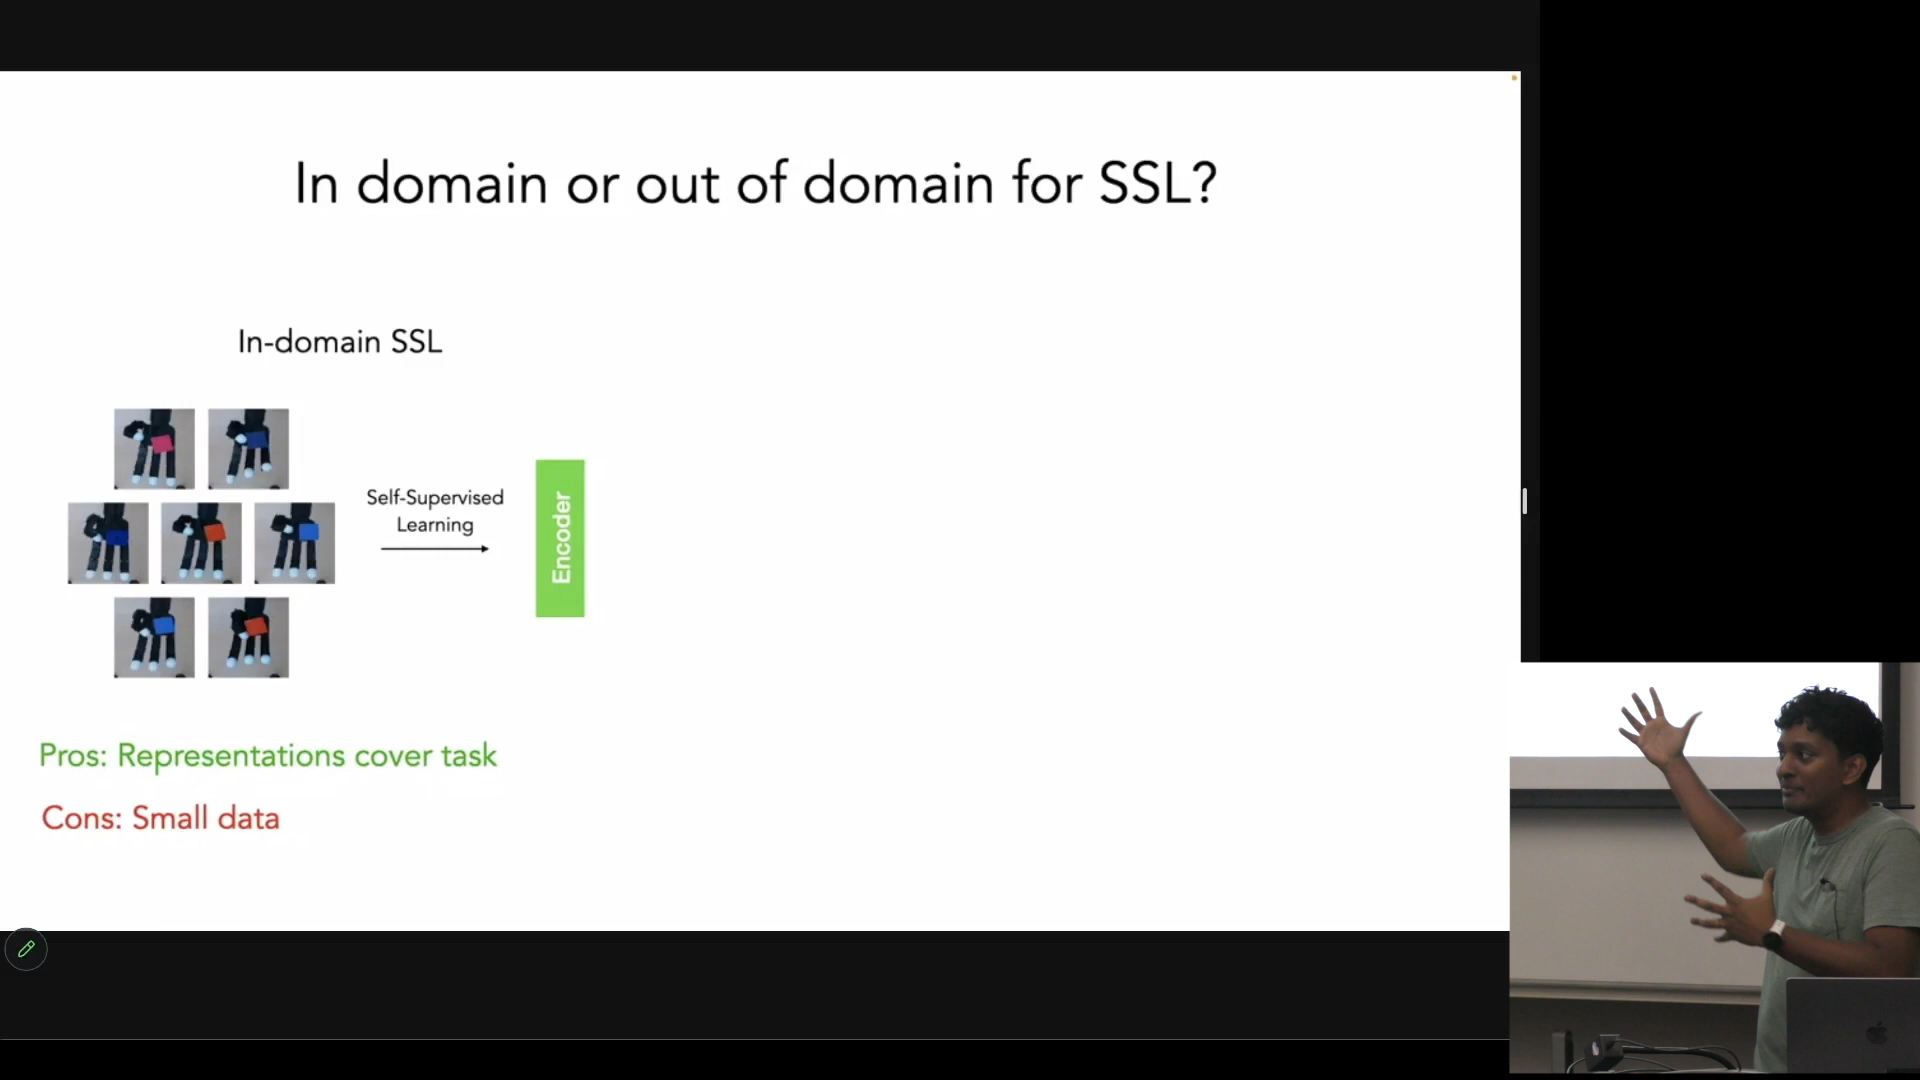 In domain or out of domain for SSL?
In-domain SSL
Self-Supervised
Learning
Encoder
Pros: Representations cover task
Cons: Small data